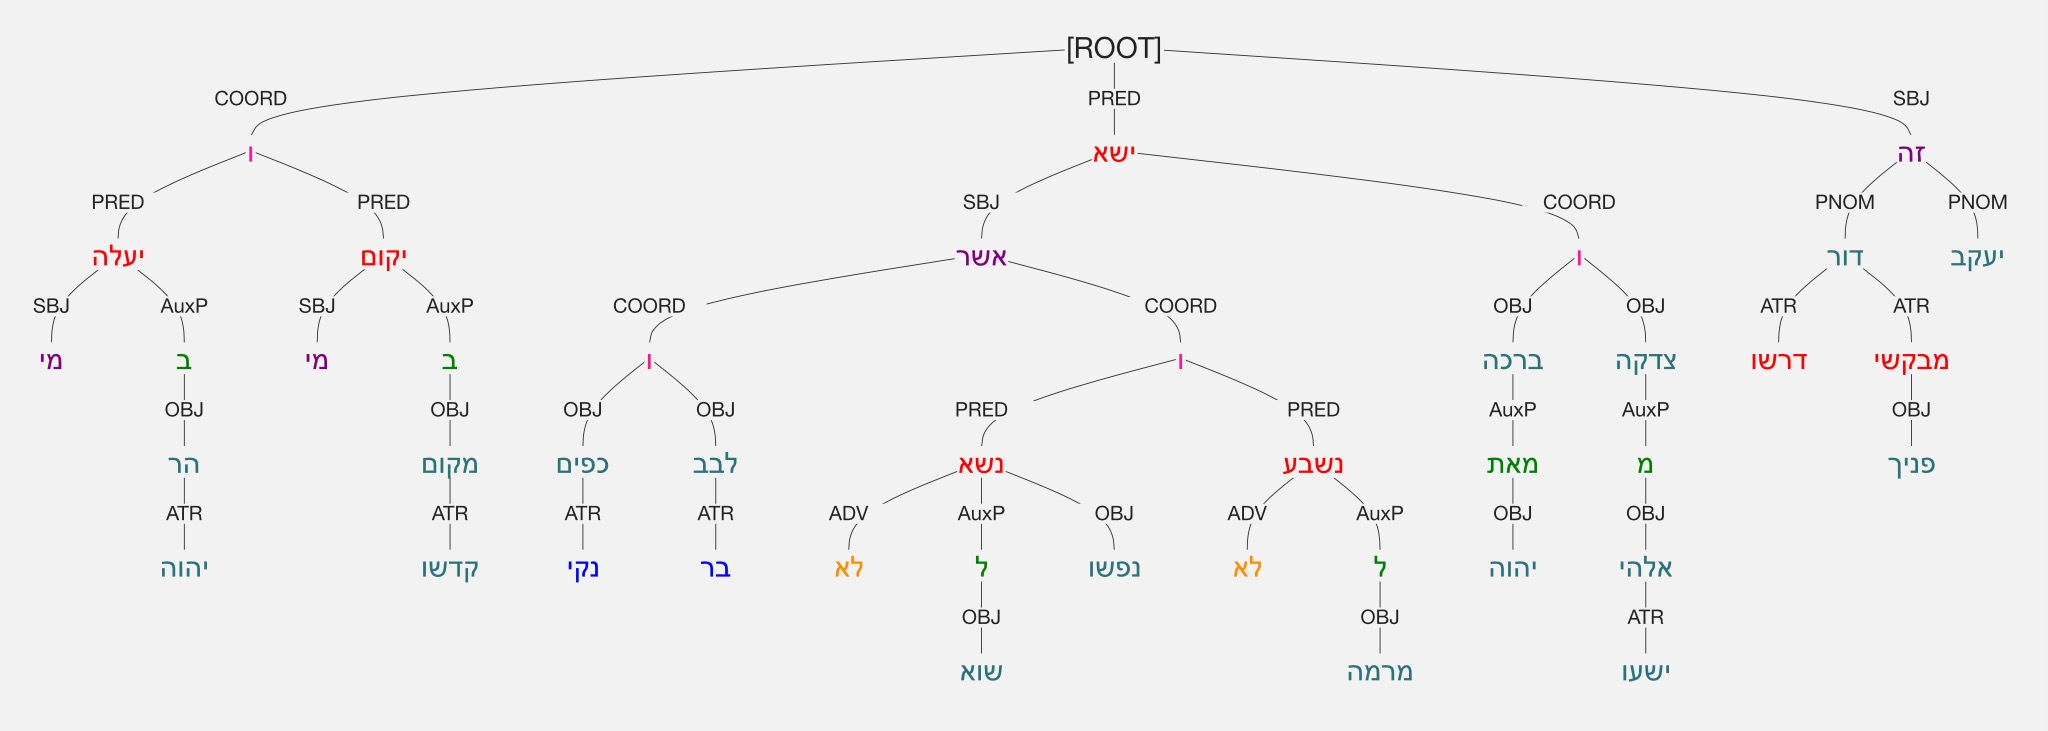 [ROOT]
COORD PRED SBJ
ו ישא זה
PRED PRED SBJ COORD PNOM PNOM
יעלה יקום אשר ו דור יעקב
SBJ AuxP SBJ AuxP COORD COORD OBJ OBJ ATR ATR
מי ב מי ב ו ו ברכה צדקה דרשו מבקשי
OBJ OBJ OBJ OBJ PRED PRED AuxP AuxP OBJ
הר מקום כפים לבב נשא נשבע מאת מ פניך
ATR ATR ATR ATR ADV AuxP OBJ ADV AuxP OBJ OBJ
יהוה קדשו נקי בר לא ל נפשו לא ל יהוה אלהי
OBJ OBJ ATR
שוא מרמה ישעו